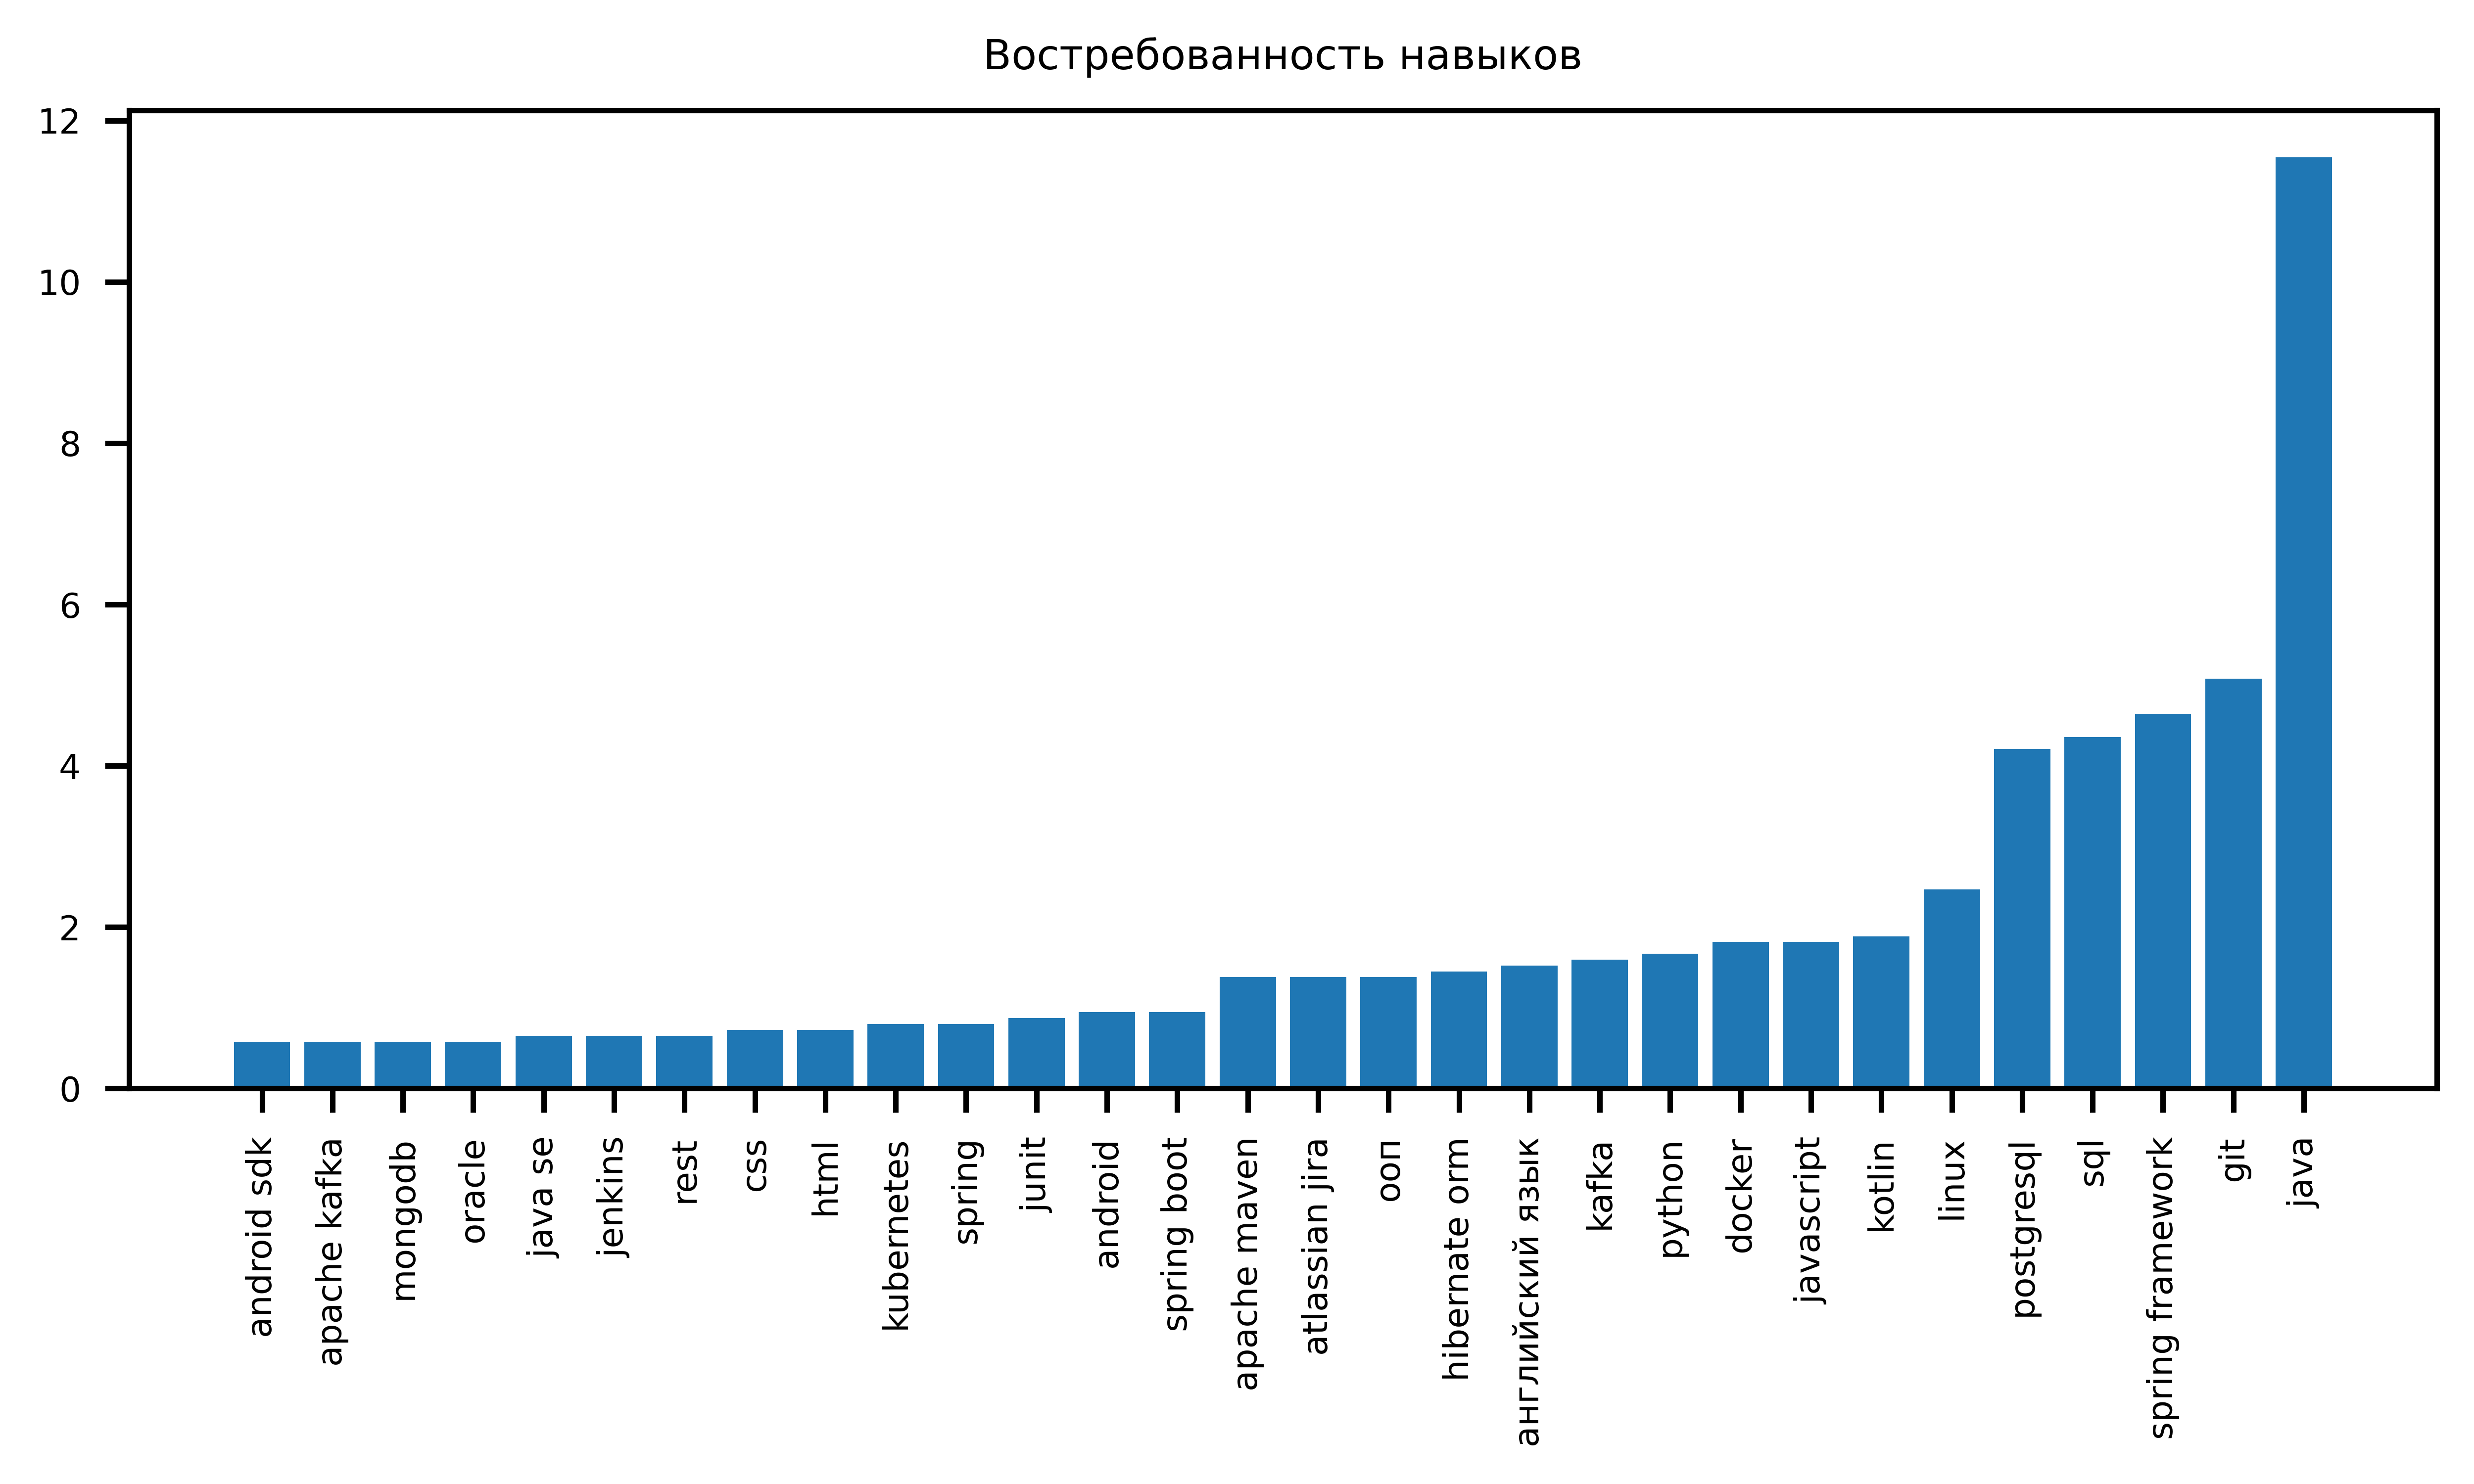 Востребованность навыков
12
10
8
6
4
2
0
android sdk
apache kafka
mongodb
oracle
java se
jenkins
rest
css
html
kubernetes
spring
junit
android
spring boot
apache maven
atlassian jira
ооп
hibernate orm
английский язык
kafka
python
docker
javascript
kotlin
linux
postgresql
sql
spring framework
git
java